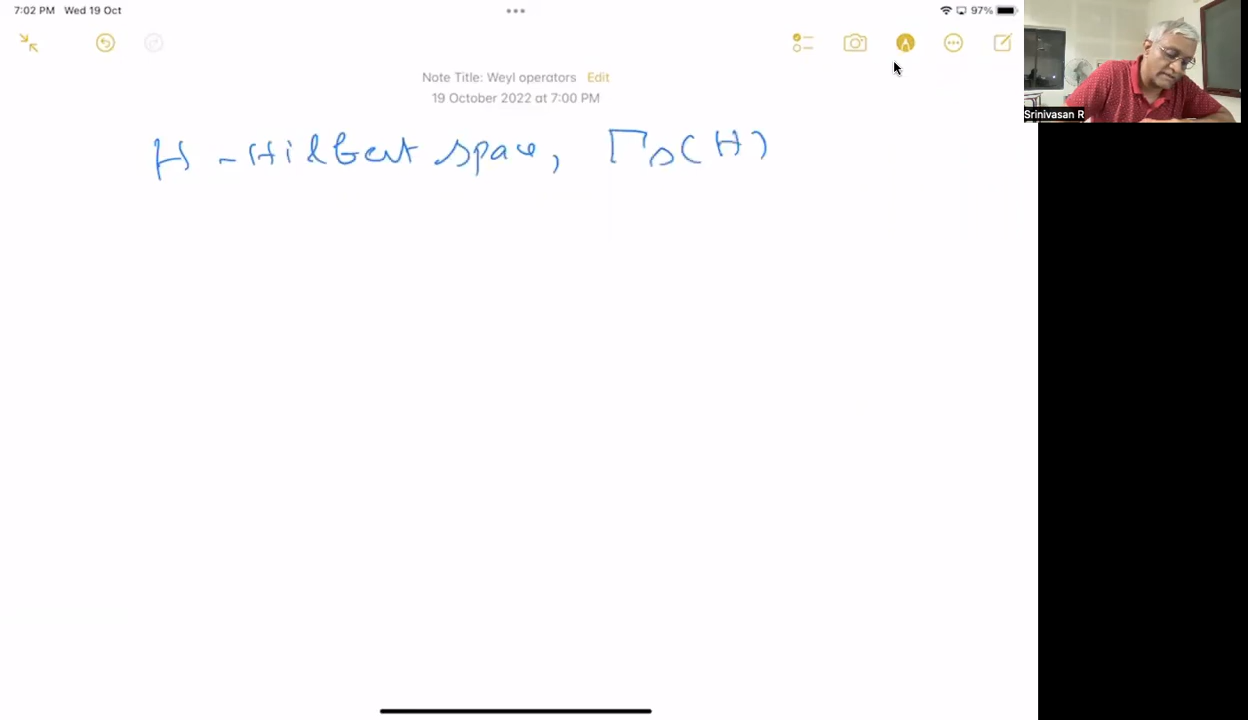 7:02 PM Wed 19 Oct
97%
Note Title: Weyl operators Edit
19 October 2022 at 7:00 PM
H - Hilbert space, Γs(H)
Srinivasan R